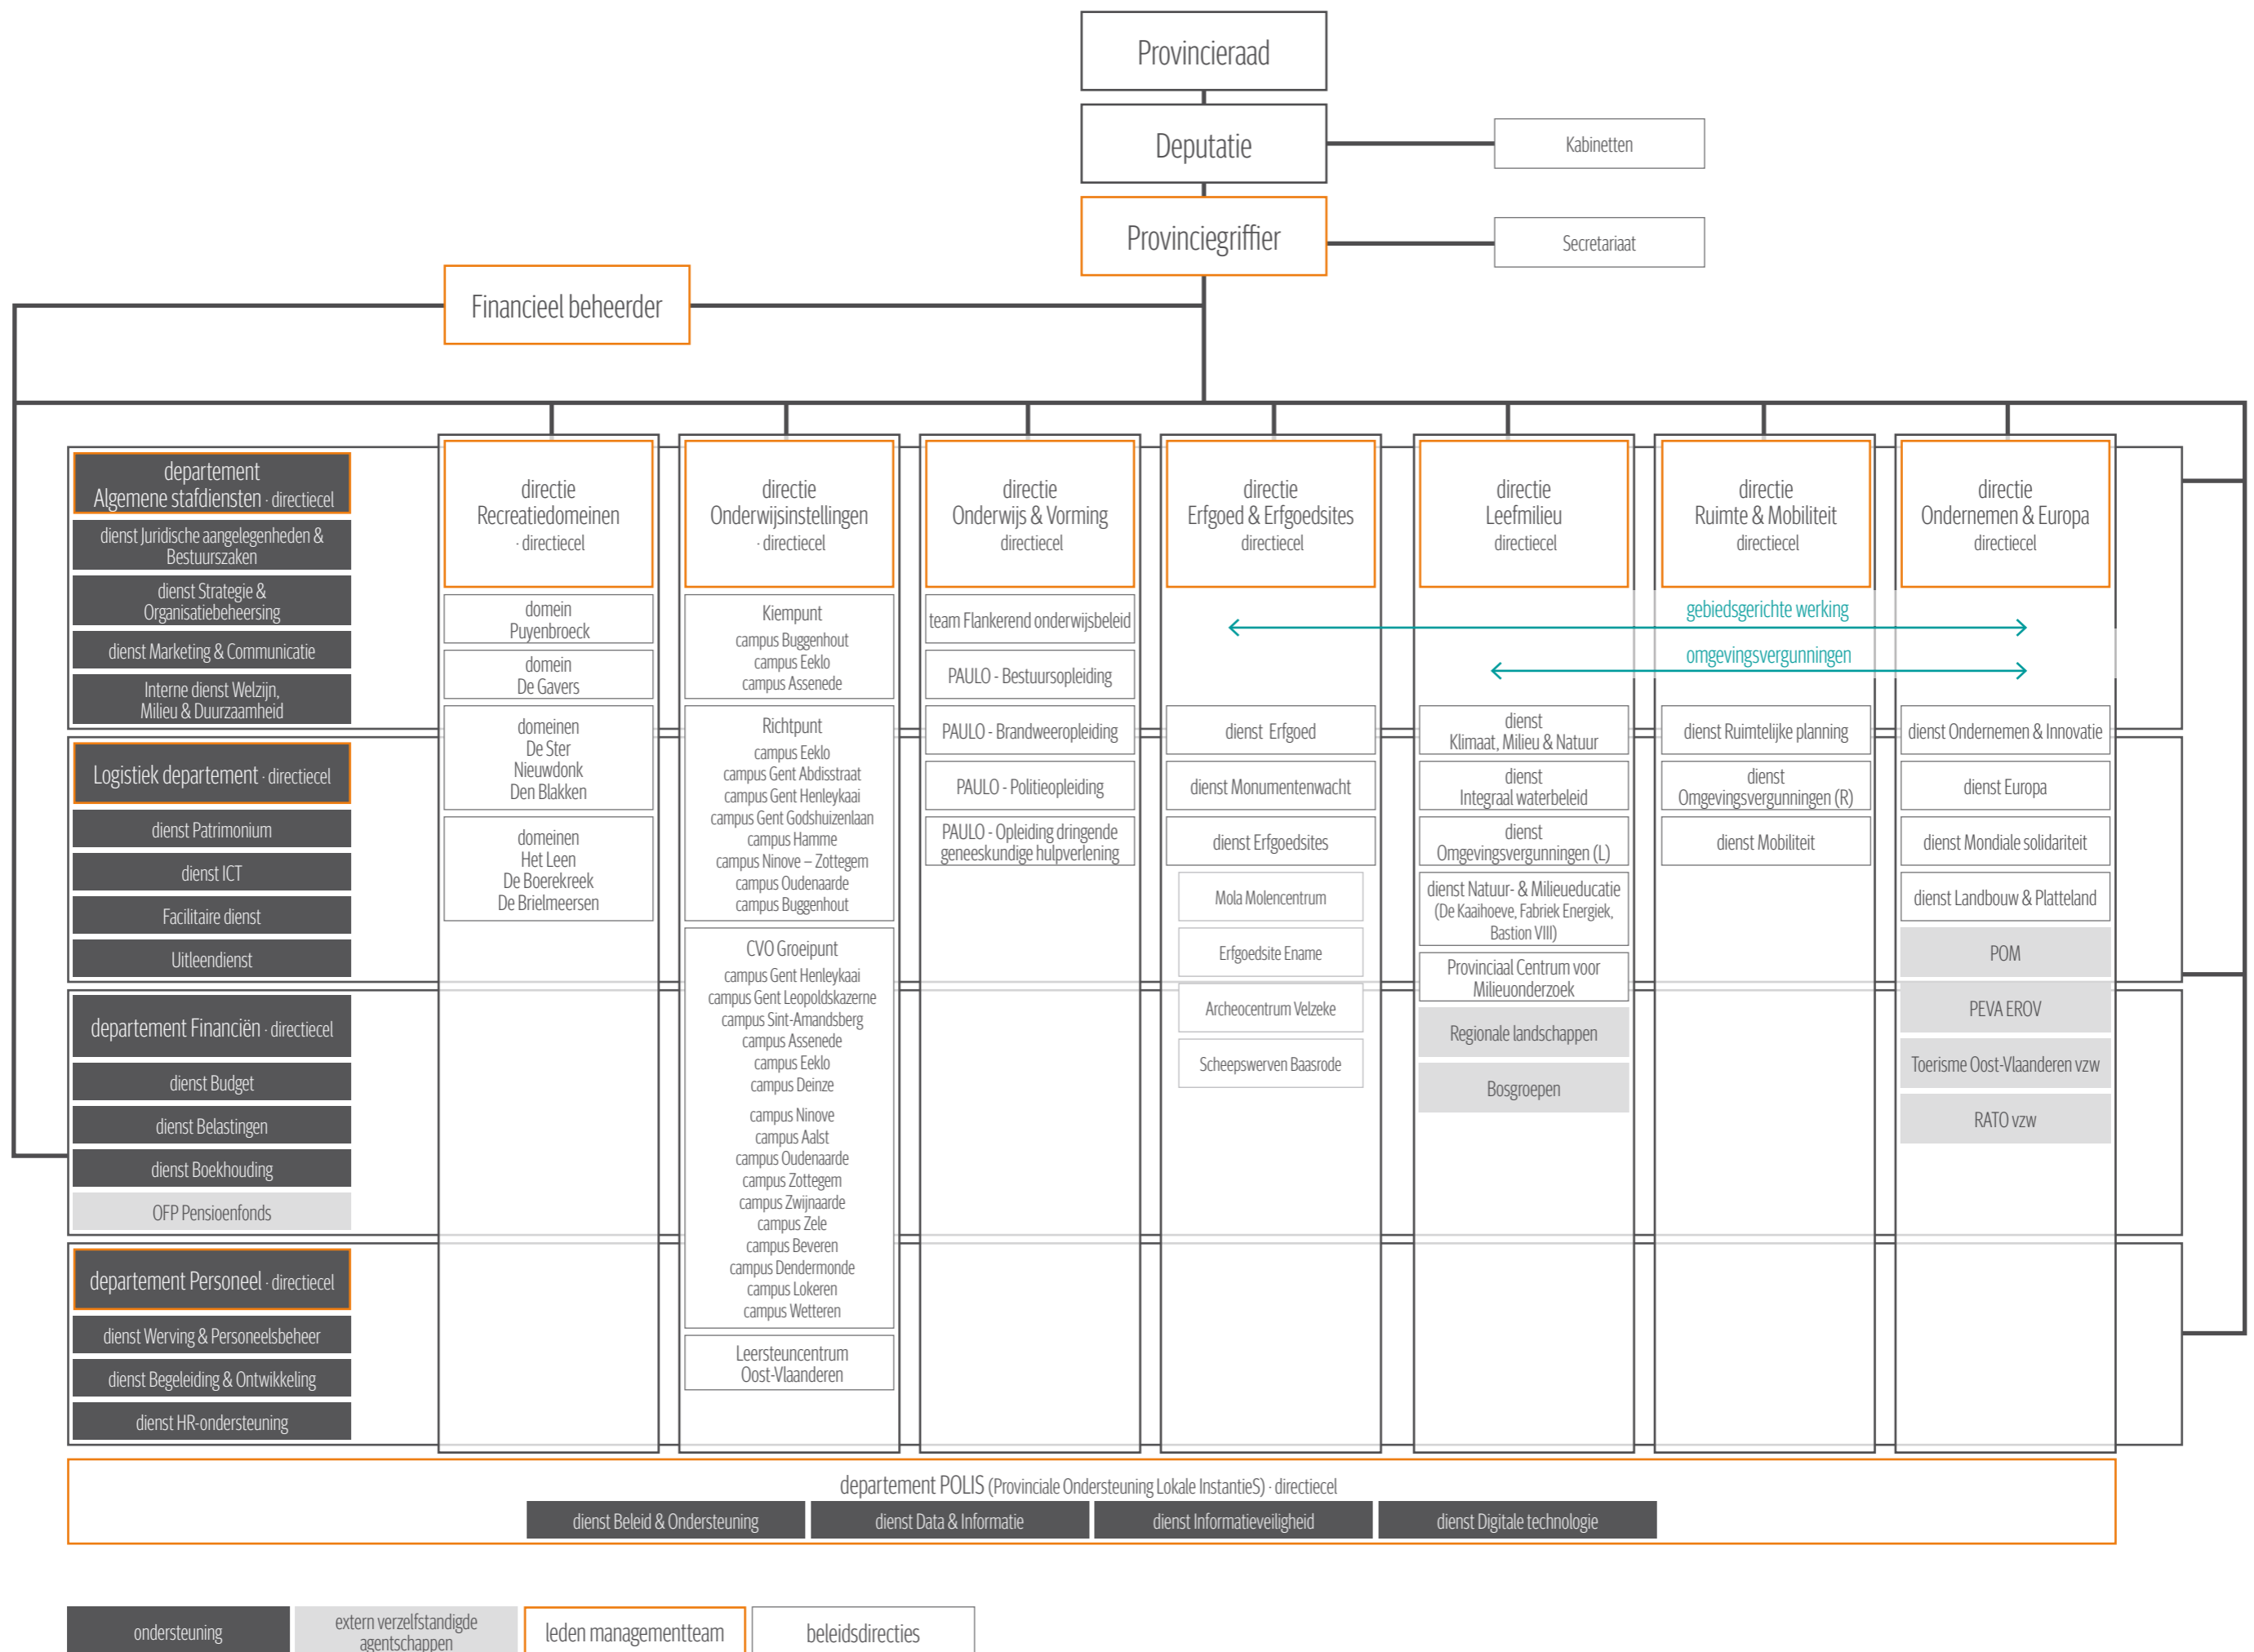 Provincieraad
Deputatie
Kabinetten
Provinciegriffier
Secretariaat
Financieel beheerder
departement
Algemene stafdiensten · directiecel
dienst Juridische aangelegenheden &
Bestuurszaken
dienst Strategie &
Organisatiebeheersing
dienst Marketing & Communicatie
Interne dienst Welzijn,
Milieu & Duurzaamheid
Logistiek departement · directiecel
dienst Patrimonium
dienst ICT
Facilitaire dienst
Uitleendienst
departement Financiën · directiecel
dienst Budget
dienst Belastingen
dienst Boekhouding
OFP Pensioenfonds
departement Personeel · directiecel
dienst Werving & Personeelsbeheer
dienst Begeleiding & Ontwikkeling
dienst HR-ondersteuning
directie
Recreatiedomeinen
· directiecel
domein
Puyenbroeck
domein
De Gavers
domeinen
De Ster
Nieuwdonk
Den Blakken
domeinen
Het Leen
De Boerekreek
De Brielmeersen
directie
Onderwijsinstellingen
· directiecel
Kiempunt
campus Buggenhout
campus Eeklo
campus Assenede
Richtpunt
campus Eeklo
campus Gent Abdisstraat
campus Gent Henleykaai
campus Gent Godshuizenlaan
campus Hamme
campus Ninove – Zottegem
campus Oudenaarde
campus Buggenhout
CVO Groeipunt
campus Gent Henleykaai
campus Gent Leopoldskazerne
campus Sint-Amandsberg
campus Assenede
campus Eeklo
campus Deinze
campus Ninove
campus Aalst
campus Oudenaarde
campus Zottegem
campus Zwijnaarde
campus Zele
campus Beveren
campus Dendermonde
campus Lokeren
campus Wetteren
Leersteuncentrum
Oost-Vlaanderen
directie
Onderwijs & Vorming
directiecel
team Flankerend onderwijsbeleid
PAULO - Bestuursopleiding
PAULO - Brandweeropleiding
PAULO - Politieopleiding
PAULO - Opleiding dringende
geneeskundige hulpverlening
directie
Erfgoed & Erfgoedsites
directiecel
dienst Erfgoed
dienst Monumentenwacht
dienst Erfgoedsites
Mola Molencentrum
Erfgoedsite Ename
Archeocentrum Velzeke
Scheepswerven Baasrode
directie
Leefmilieu
directiecel
gebiedsgerichte werking
omgevingsvergunningen
dienst
Klimaat, Milieu & Natuur
dienst
Integraal waterbeleid
dienst
Omgevingsvergunningen (L)
dienst Natuur- & Milieueducatie
(De Kaaihoeve, Fabriek Energiek,
Bastion VIII)
Provinciaal Centrum voor
Milieuonderzoek
Regionale landschappen
Bosgroepen
directie
Ruimte & Mobiliteit
directiecel
dienst Ruimtelijke planning
dienst
Omgevingsvergunningen (R)
dienst Mobiliteit
directie
Ondernemen & Europa
directiecel
dienst Ondernemen & Innovatie
dienst Europa
dienst Mondiale solidariteit
dienst Landbouw & Platteland
POM
PEVA EROV
Toerisme Oost-Vlaanderen vzw
RATO vzw
departement POLIS (Provinciale Ondersteuning Lokale InstantieS) · directiecel
dienst Beleid & Ondersteuning
dienst Data & Informatie
dienst Informatieveiligheid
dienst Digitale technologie
ondersteuning
extern verzelfstandigde
agentschappen
leden managementteam
beleidsdirecties